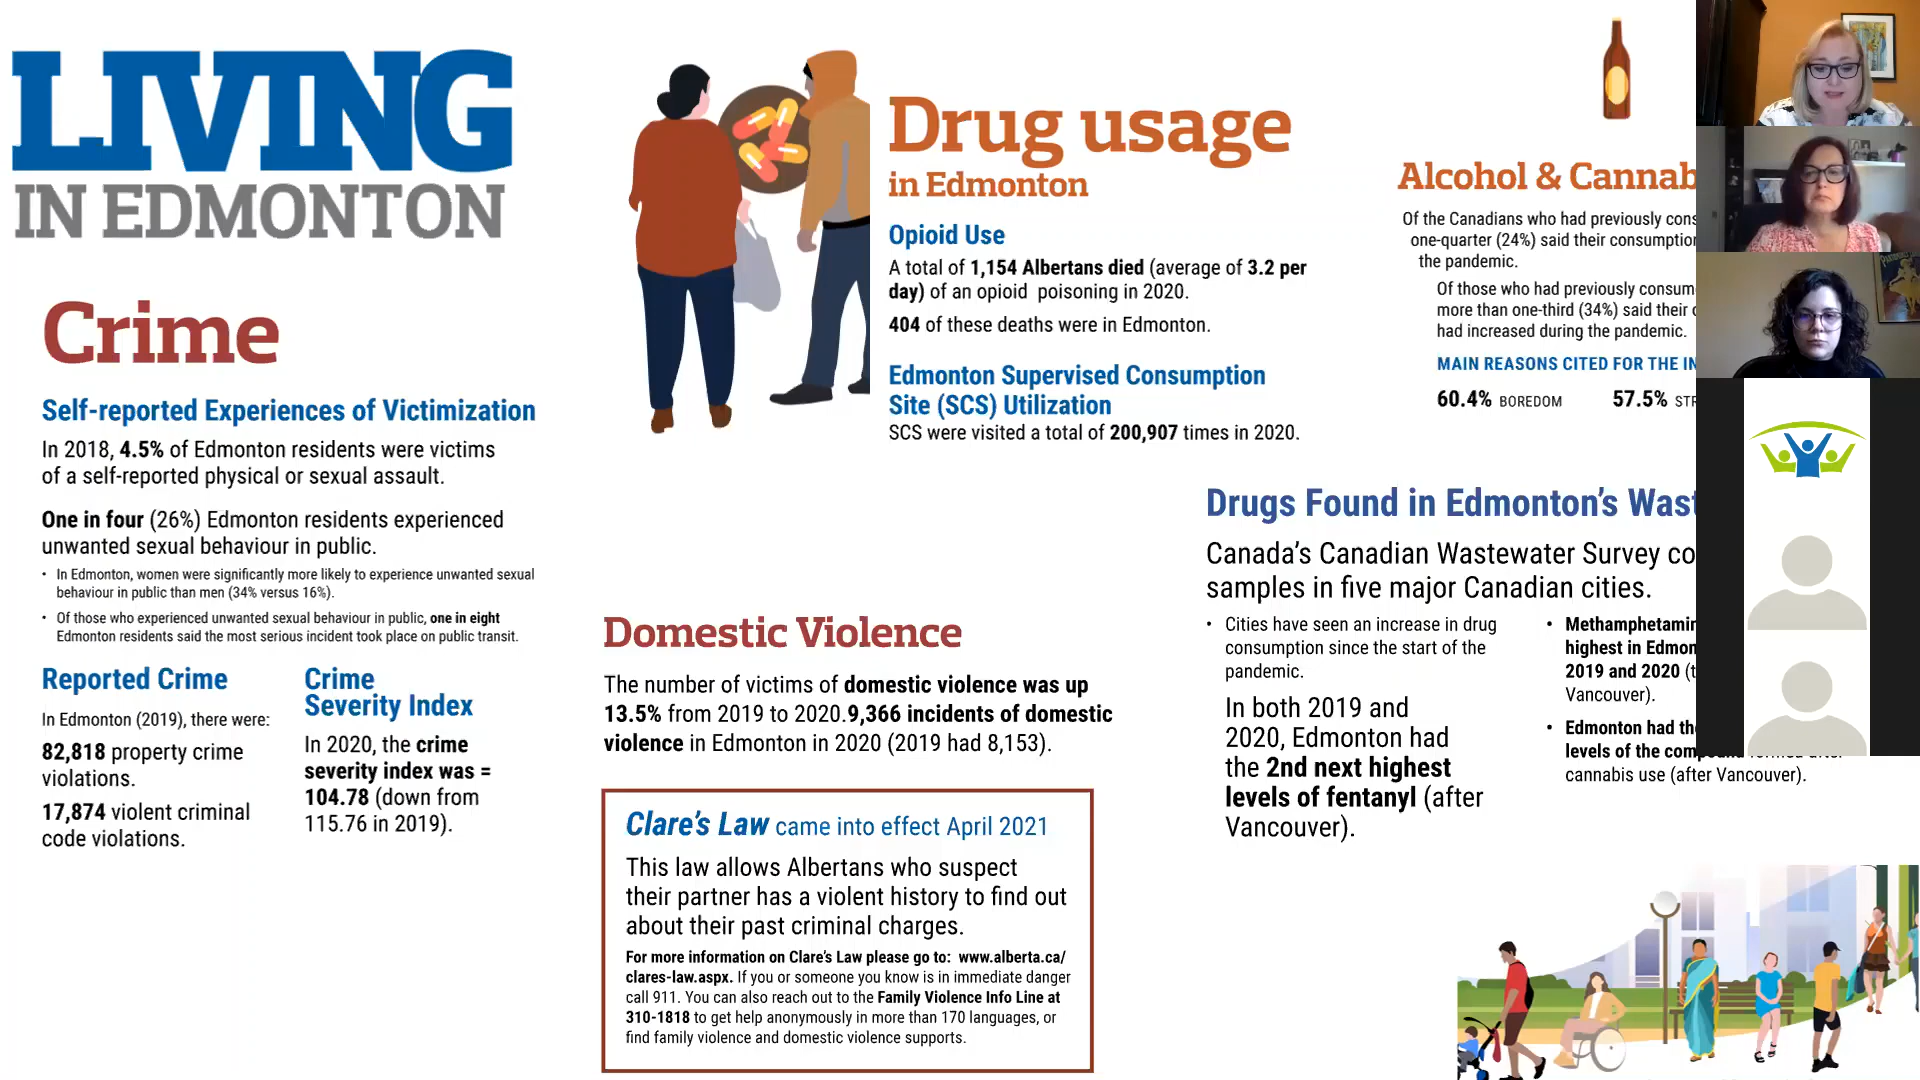 LIVING
IN EDMONTON
Crime
Self-reported Experiences of Victimization
In 2018, 4.5% of Edmonton residents were victims
of a self-reported physical or sexual assault.
One in four (26%) Edmonton residents experienced
unwanted sexual behaviour in public.
• In Edmonton, women were significantly more likely to experience unwanted sexual
behaviour in public than men (34% versus 16%).
• Of those who experienced unwanted sexual behaviour in public, one in eight
Edmonton residents said the most serious incident took place on public transit.
Reported Crime
In Edmonton (2019), there were:
82,818 property crime
violations.
17,874 violent criminal
code violations.
Crime
Severity Index
In 2020, the crime
severity index was =
104.78 (down from
115.76 in 2019).
Drug usage
in Edmonton
Opioid Use
A total of 1,154 Albertans died (average of 3.2 per
day) of an opioid poisoning in 2020.
404 of these deaths were in Edmonton.
Edmonton Supervised Consumption
Site (SCS) Utilization
SCS were visited a total of 200,907 times in 2020.
Domestic Violence
The number of victims of domestic violence was up
13.5% from 2019 to 2020.9,366 incidents of domestic
violence in Edmonton in 2020 (2019 had 8,153).
Clare's Law came into effect April 2021
This law allows Albertans who suspect
their partner has a violent history to find out
about their past criminal charges.
For more information on Clare's Law please go to: www.alberta.ca/
clares-law.aspx. If you or someone you know is in immediate danger
call 911. You can also reach out to the Family Violence Info Line at
310-1818 to get help anonymously in more than 170 languages, or
find family violence and domestic violence supports.
Alcohol &
Of the Canadians who had previously
one-quarter (24%) said their
the pandemic.
Of those who had previously
more than one-third (34%) said their
had increased during the pandemic.
MAIN REASONS CITED FOR THE
60.4% BOREDOM 57.5%
Drugs Found in Edmonton's
Canada's Canadian Wastewater Survey
samples in five major Canadian cities.
• Cities have seen an increase in drug
consumption since the start of the
pandemic.
In both 2019 and
2020, Edmonton had
the 2nd next highest
levels of fentanyl (after
Vancouver).
•
highest in
2019 and 2020
Vancouver).
• Edmonton had
levels of the
cannabis use (after Vancouver).